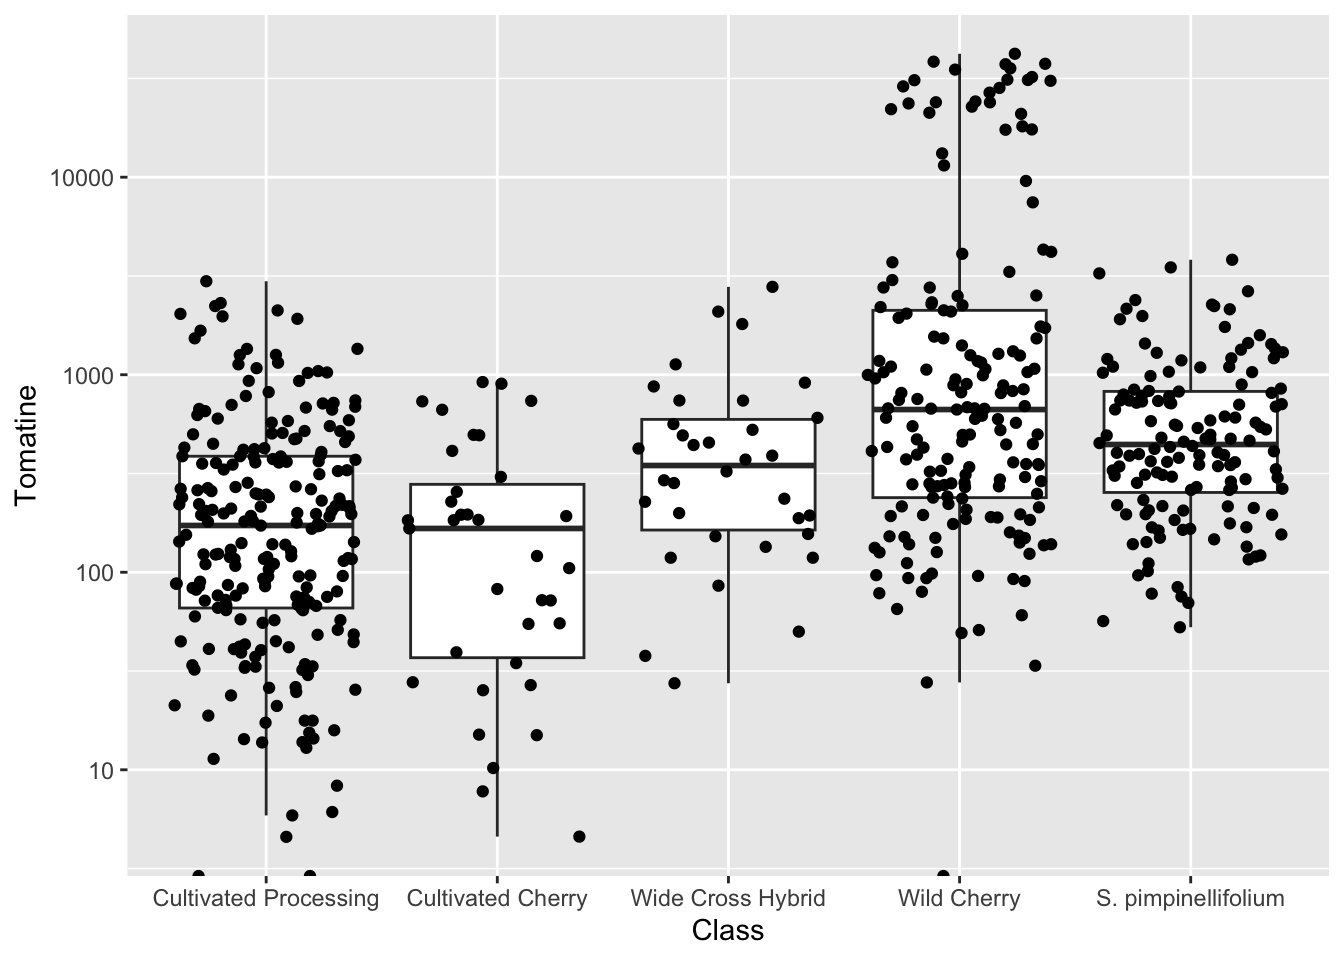 Tomatine
10000
1000
100
10
Cultivated Processing
Cultivated Cherry
Wide Cross Hybrid
Wild Cherry
S. pimpinellifolium
Class